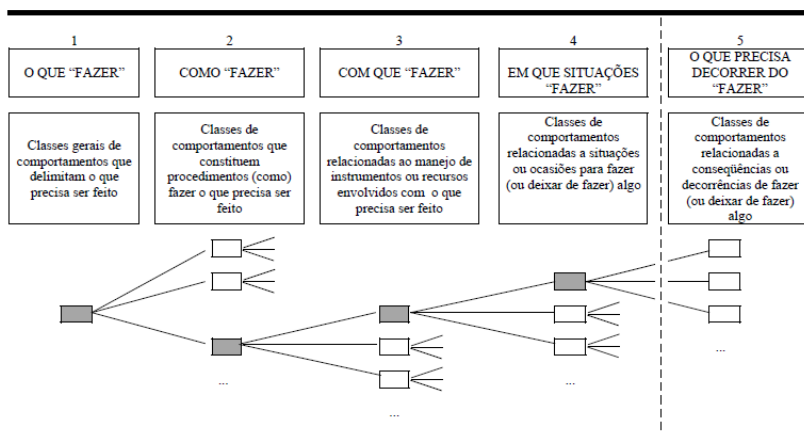 1
2
3
4
5
O QUE “FAZER”
COMO “FAZER”
COM QUE “FAZER”
EM QUE SITUAÇÕES
“FAZER”
O QUE PRECISA
DECORRER DO
“FAZER”
Classes gerais de
comportamentos que
delimitam o que
precisa ser feito
Classes de
comportamentos que
constituem
procedimentos (como)
fazer o que precisa ser
feito
Classes de
comportamentos
relacionadas ao manejo de
instrumentos ou recursos
envolvidos com o que
precisa ser feito
Classes de
comportamentos
relacionadas a situações
ou ocasiões para fazer
(ou deixar de fazer) algo
Classes de
comportamentos
relacionadas a
conseqüências ou
decorrências de fazer
(ou deixar de fazer)
algo
...
...
...
...